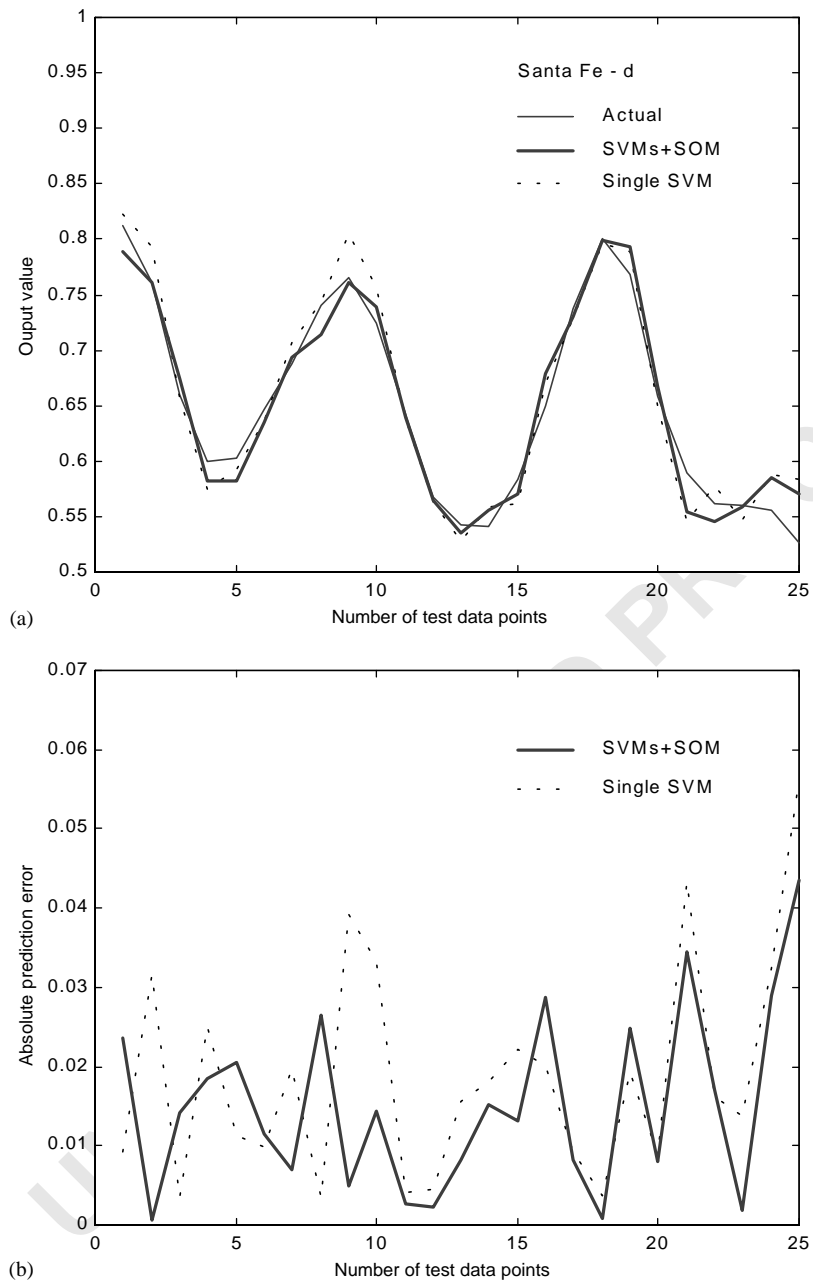 1
0.95
0.9
0.85
0.8
0.75
0.7
0.65
0.6
0.55
0.5
Ouput value
Santa Fe - d
Actual
SVMs+SOM
Single SVM
0 5 10 15 20 25
(a) Number of test data points
0.07
0.06
0.05
0.04
0.03
0.02
0.01
0
Absolute prediction error
SVMs+SOM
Single SVM
0 5 10 15 20 25
(b) Number of test data points